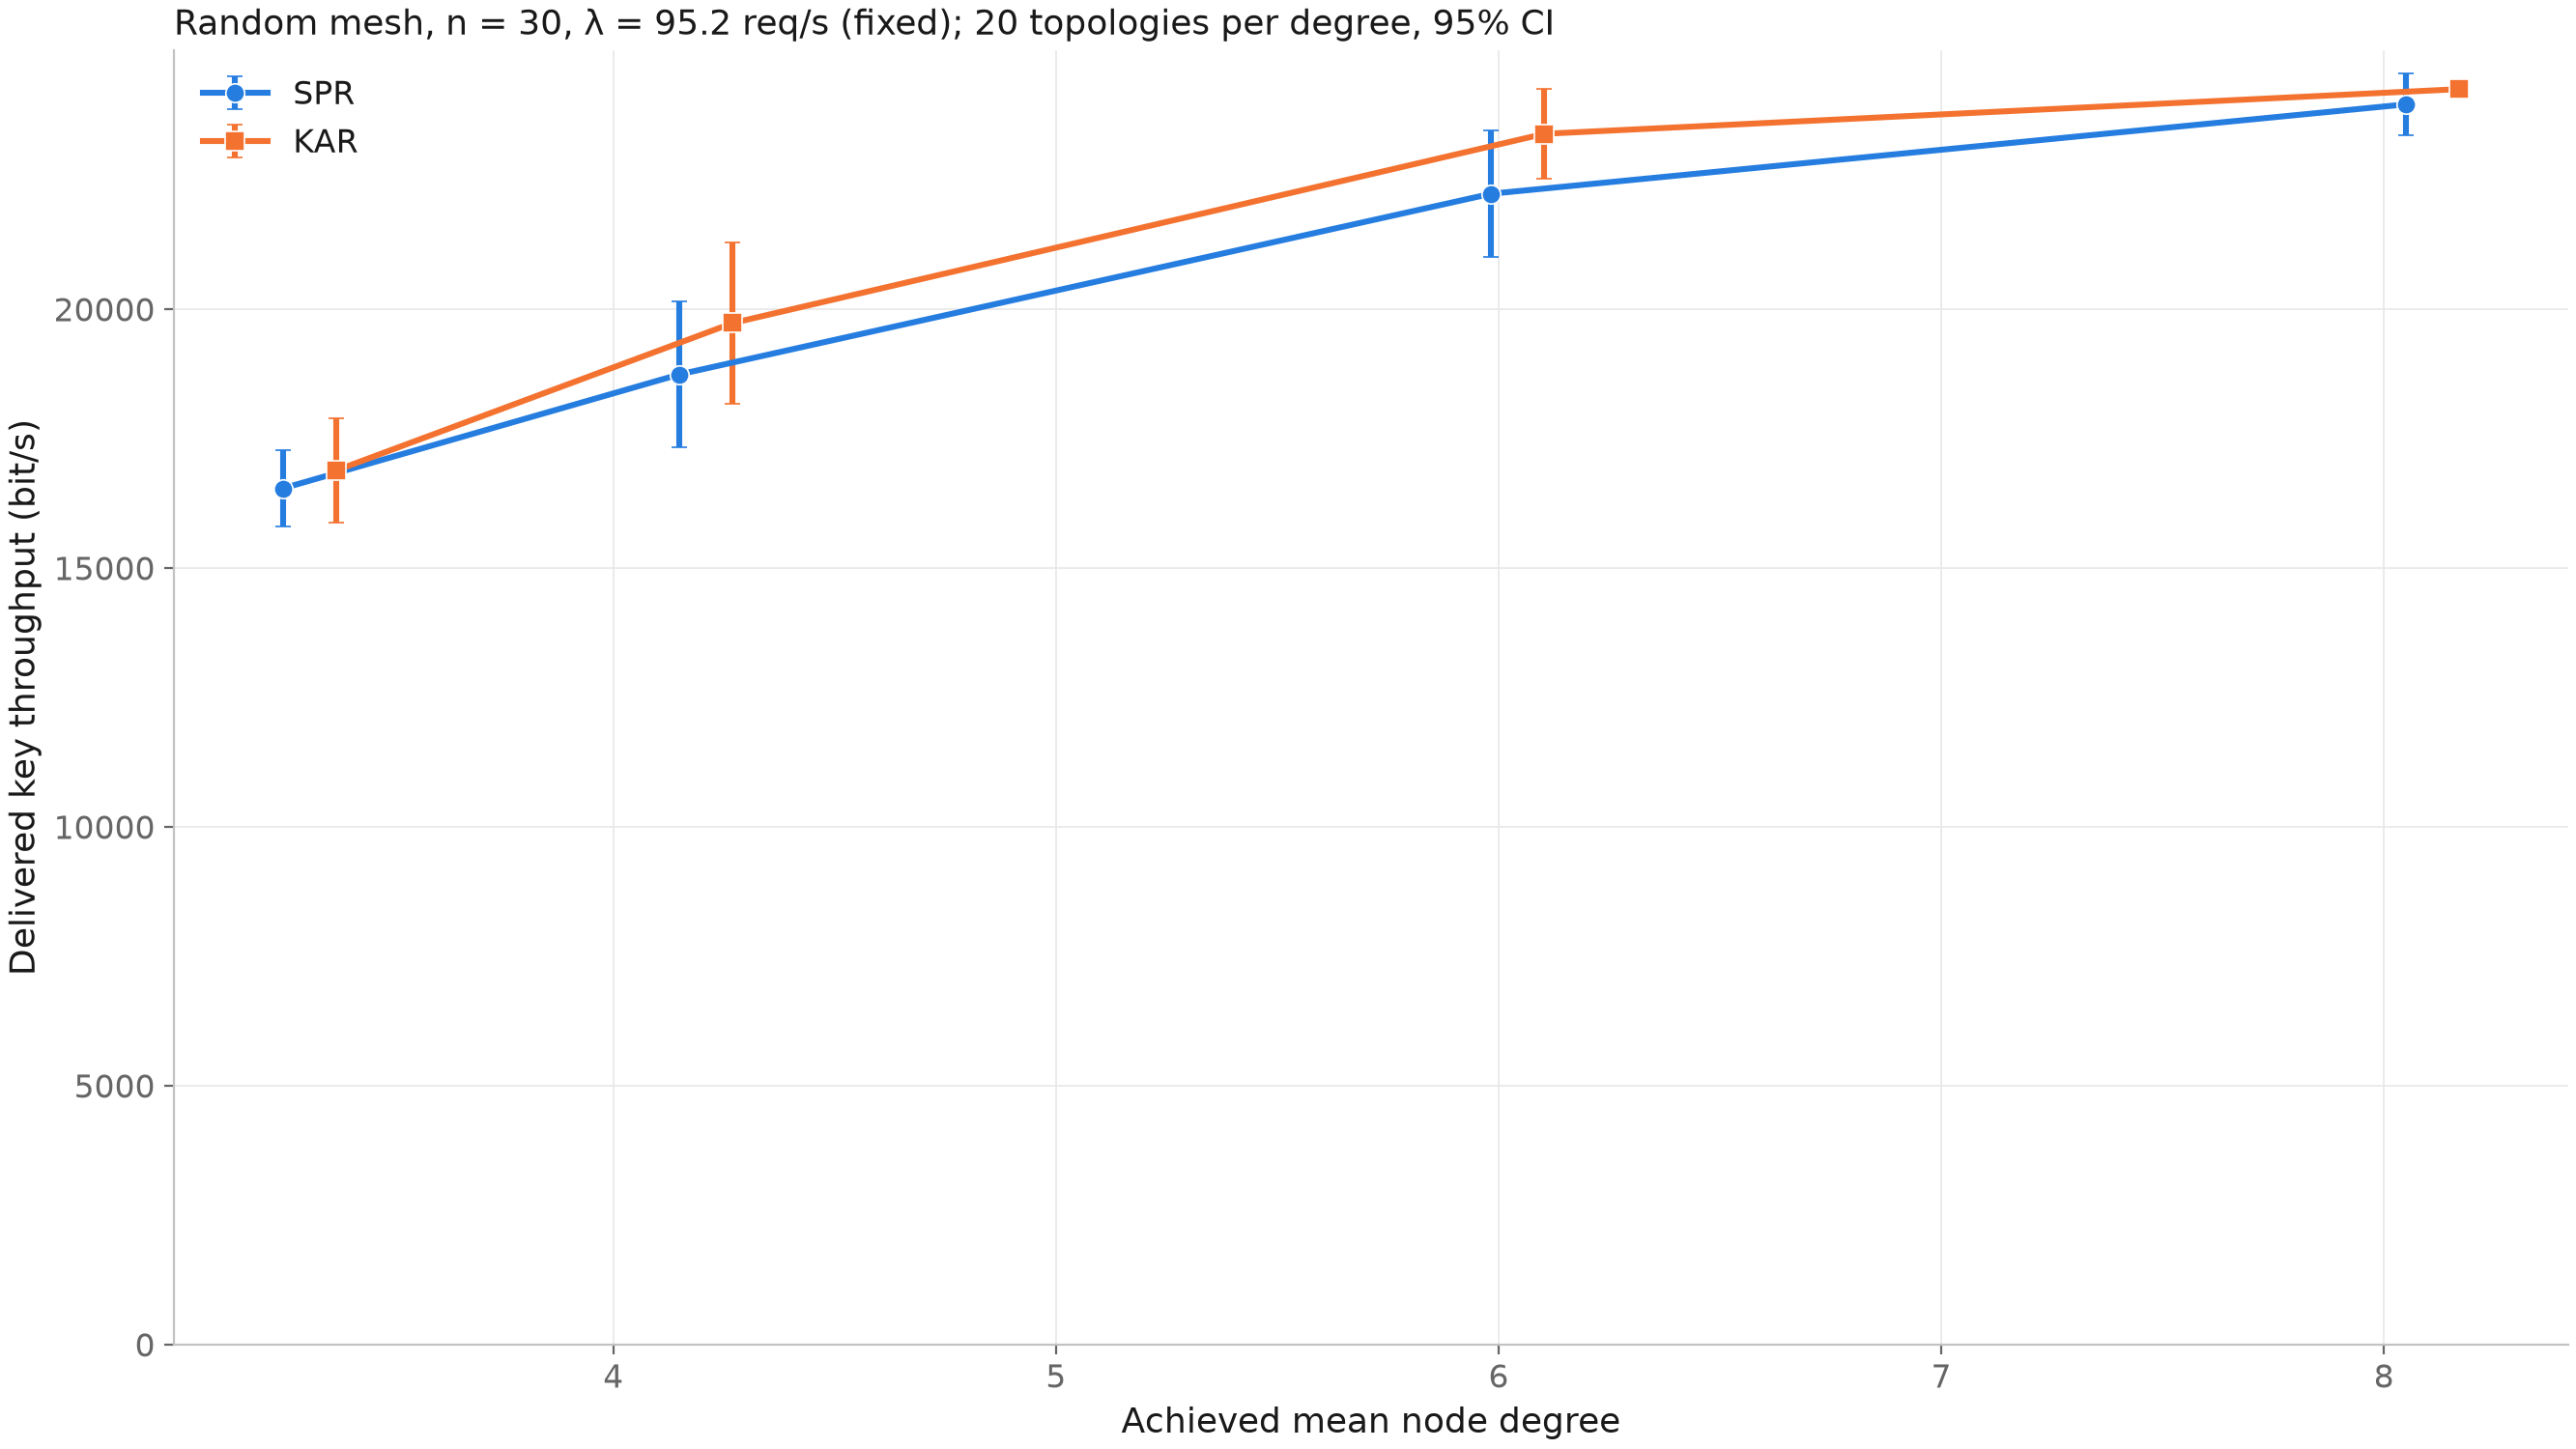 Random mesh, n = 30, λ = 95.2 req/s (fixed); 20 topologies per degree, 95% CI
SPR
KAR
Delivered key throughput (bit/s)
20000
15000
10000
5000
0
4 5 6 7 8
Achieved mean node degree